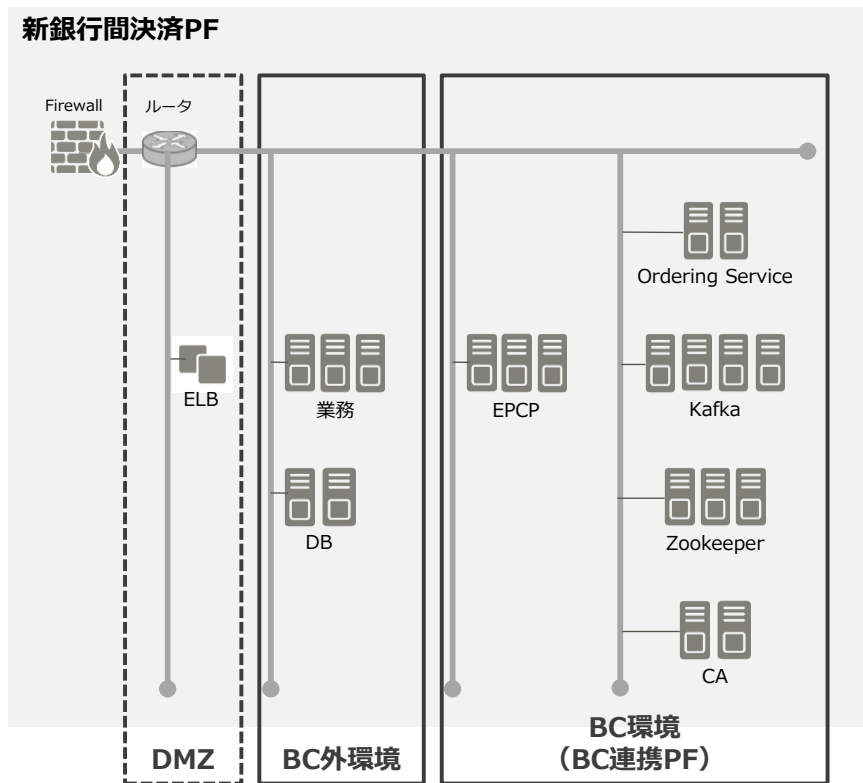 新銀行間決済PF
Firewall
ルータ
Ordering Service
ELB
業務
EPCP
Kafka
DB
Zookeeper
CA
DMZ
BC外環境
BC環境
（BC連携PF）